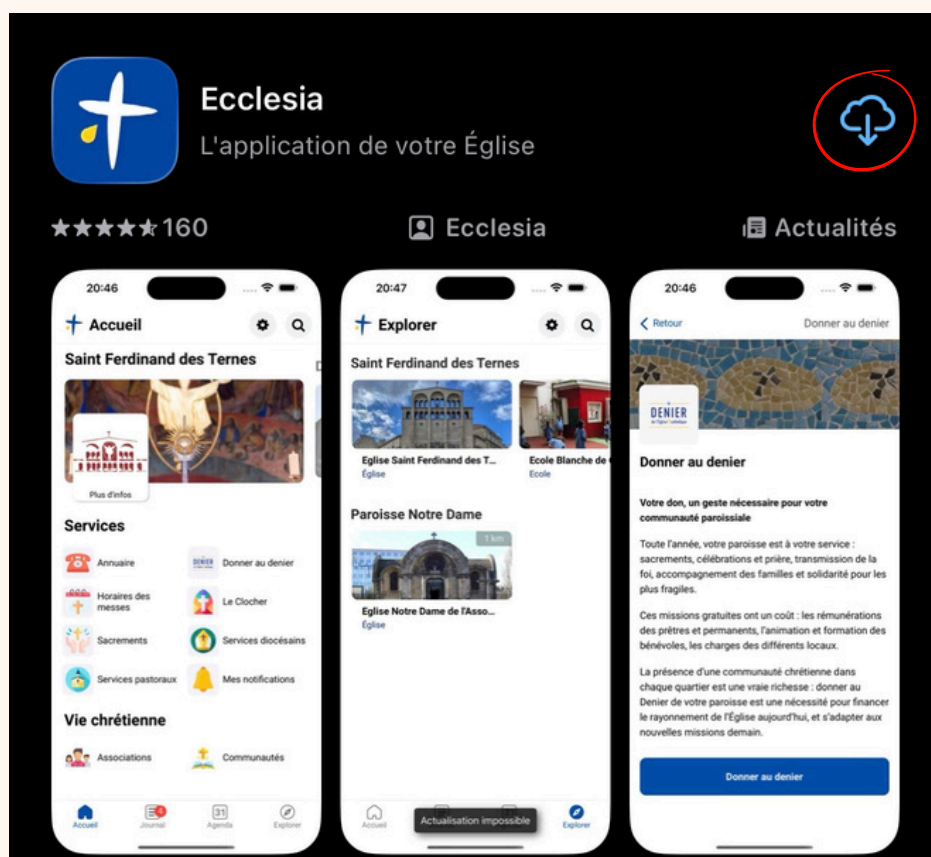 Ecclesia
L'application de votre Église
160
Ecclesia
Actualités
20:46
Accueil
Saint Ferdinand des Ternes
Plus d'infos
Services
Annuaire
Donner au denier
Horaires des
messes
Le Clocher
Sacrements
Services diocésains
Services pastoraux
Mes notifications
Vie chrétienne
Associations
Communautés
Accueil
4
Journal
31
Agenda
Explorer
20:47
Explorer
Saint Ferdinand des Ternes
Eglise Saint Ferdinand des T...
Église
Ecole Blanche de
Ecole
Paroisse Notre Dame
1 km
Eglise Notre Dame de l'Asso...
Église
Accueil
Actualisation impossible
Explorer
20:46
Retour
Donner au denier
DENIER
Donner au denier
Votre don, un geste nécessaire pour votre
communauté paroissiale
Toute l'année, votre paroisse est à votre service :
sacrements, célébrations et prière, transmission de la
foi, accompagnement des familles et solidarité pour les
plus fragiles.
Ces missions gratuites ont un coût : les rémunérations
des prêtres et permanents, l'animation et formation des
bénévoles, les charges des différents locaux.
La présence d'une communauté chrétienne dans
chaque quartier est une vraie richesse : donner au
Denier de votre paroisse est une nécessité pour financer
le rayonnement de l'Église aujourd'hui, et s'adapter aux
nouvelles missions demain.
Donner au denier